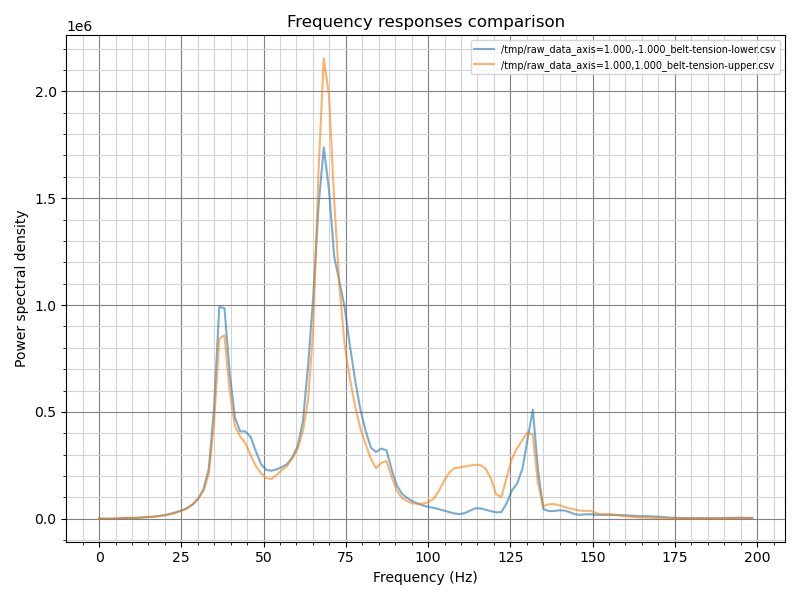 Frequency responses comparison
1e6
/tmp/raw_data_axis=1.000,-1.000_belt-tension-lower.csv
/tmp/raw_data_axis=1.000,1.000_belt-tension-upper.csv
2.0
1.5
1.0
0.5
0.0
Power spectral density
0 25 50 75 100 125 150 175 200
Frequency (Hz)